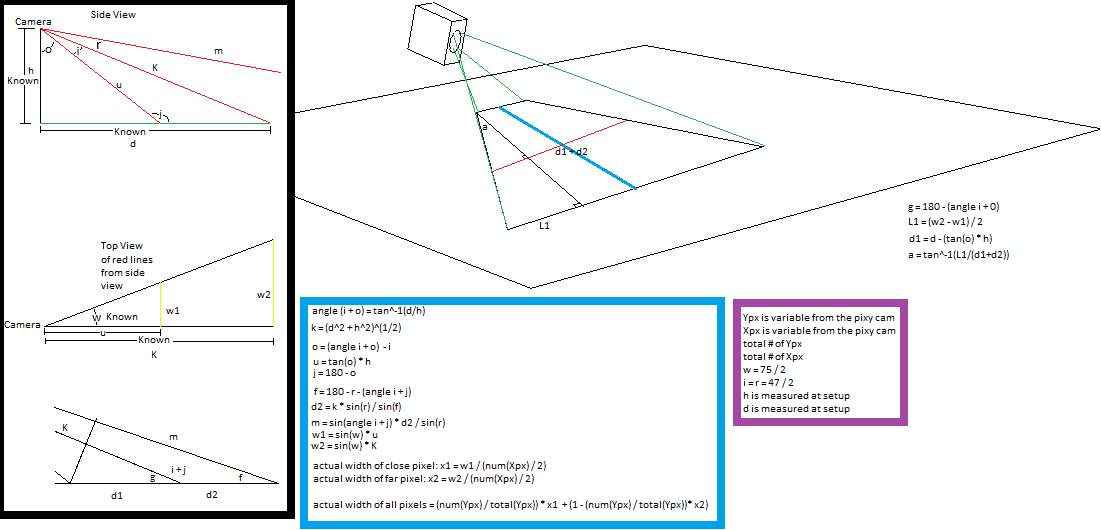 Side View
Camera
o
i
r
m
h
Known
K
u
j
Known
d
Top View
of red lines
from side
view
w2
w1
Camera
w Known
u
Known
K
K
m
i+j
g
f
d1
d2
a
d1+d2
L1
g = 180 - (angle i + 0)
L1 = (w2 - w1) / 2
d1 = d - (tan(o) * h)
a = tan^-1(L1/(d1+d2))
angle (i + o) = tan^-1(d/h)
k = (d^2 + h^2)^(1/2)
o = (angle i + o) - i
u = tan(o) * h
j = 180 - o
f = 180 - r - (angle i + j)
d2 = k * sin(r) / sin(f)
m = sin(angle i + j) * d2 / sin(r)
w1 = sin(w) * u
w2 = sin(w) * K
actual width of close pixel: x1 = w1 / (num(Xpx) / 2)
actual width of far pixel: x2 = w2 / (num(Xpx) / 2)
actual width of all pixels = (num(Ypx) / total(Ypx)) * x1 + (1 - (num(Ypx) / total(Ypx))* x2)
Ypx is variable from the pixy cam
Xpx is variable from the pixy cam
total # of Ypx
total # of Xpx
w = 75 / 2
i = r = 47 / 2
h is measured at setup
d is measured at setup